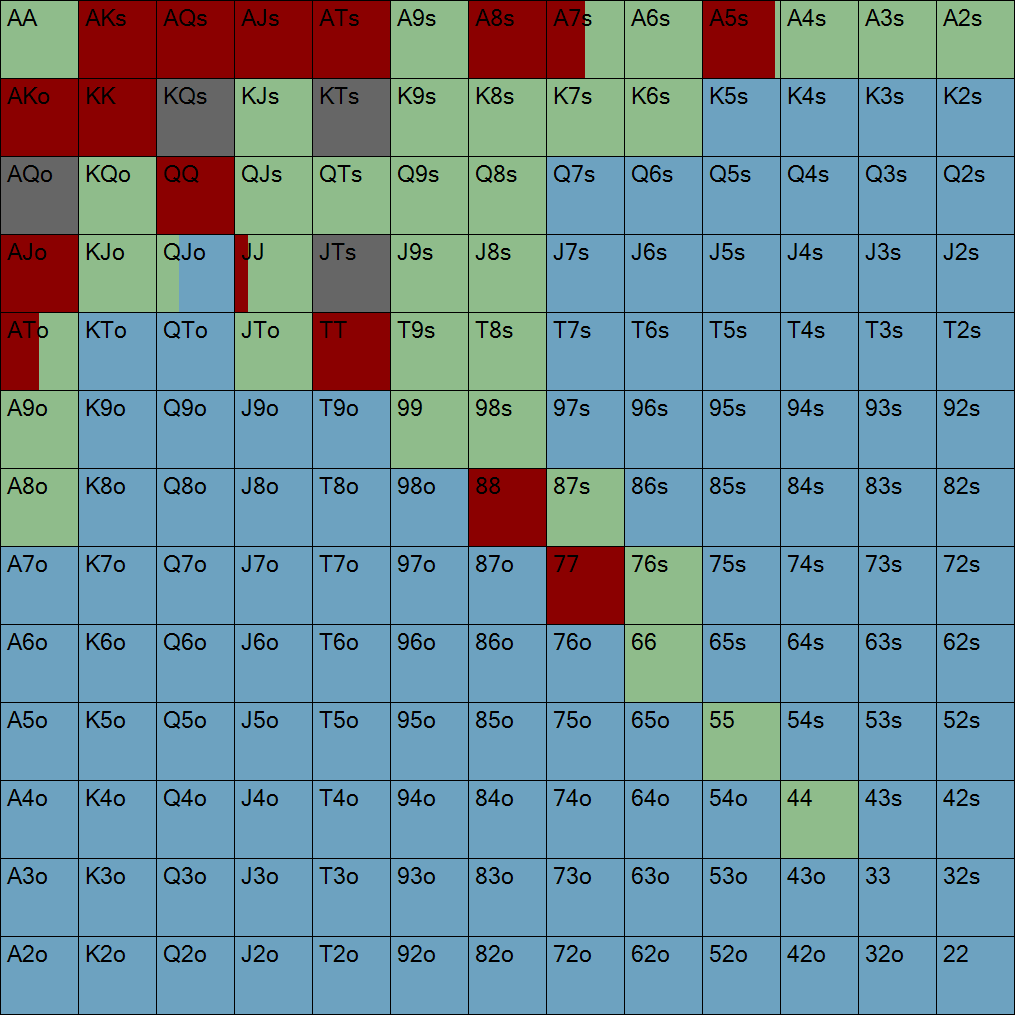 AA AKs AQs AJs ATs A9s A8s A7s A6s A5s A4s A3s A2s
AKo KK KQs KJs KTs K9s K8s K7s K6s K5s K4s K3s K2s
AQo KQo QQ QJs QTs Q9s Q8s Q7s Q6s Q5s Q4s Q3s Q2s
AJo KJo QJo JJ JTs J9s J8s J7s J6s J5s J4s J3s J2s
ATo KTo QTo JTo TT T9s T8s T7s T6s T5s T4s T3s T2s
A9o K9o Q9o J9o T9o 99 98s 97s 96s 95s 94s 93s 92s
A8o K8o Q8o J8o T8o 98o 88 87s 86s 85s 84s 83s 82s
A7o K7o Q7o J7o T7o 97o 87o 77 76s 75s 74s 73s 72s
A6o K6o Q6o J6o T6o 96o 86o 76o 66 65s 64s 63s 62s
A5o K5o Q5o J5o T5o 95o 85o 75o 65o 55 54s 53s 52s
A4o K4o Q4o J4o T4o 94o 84o 74o 64o 54o 44 43s 42s
A3o K3o Q3o J3o T3o 93o 83o 73o 63o 53o 43o 33 32s
A2o K2o Q2o J2o T2o 92o 82o 72o 62o 52o 42o 32o 22